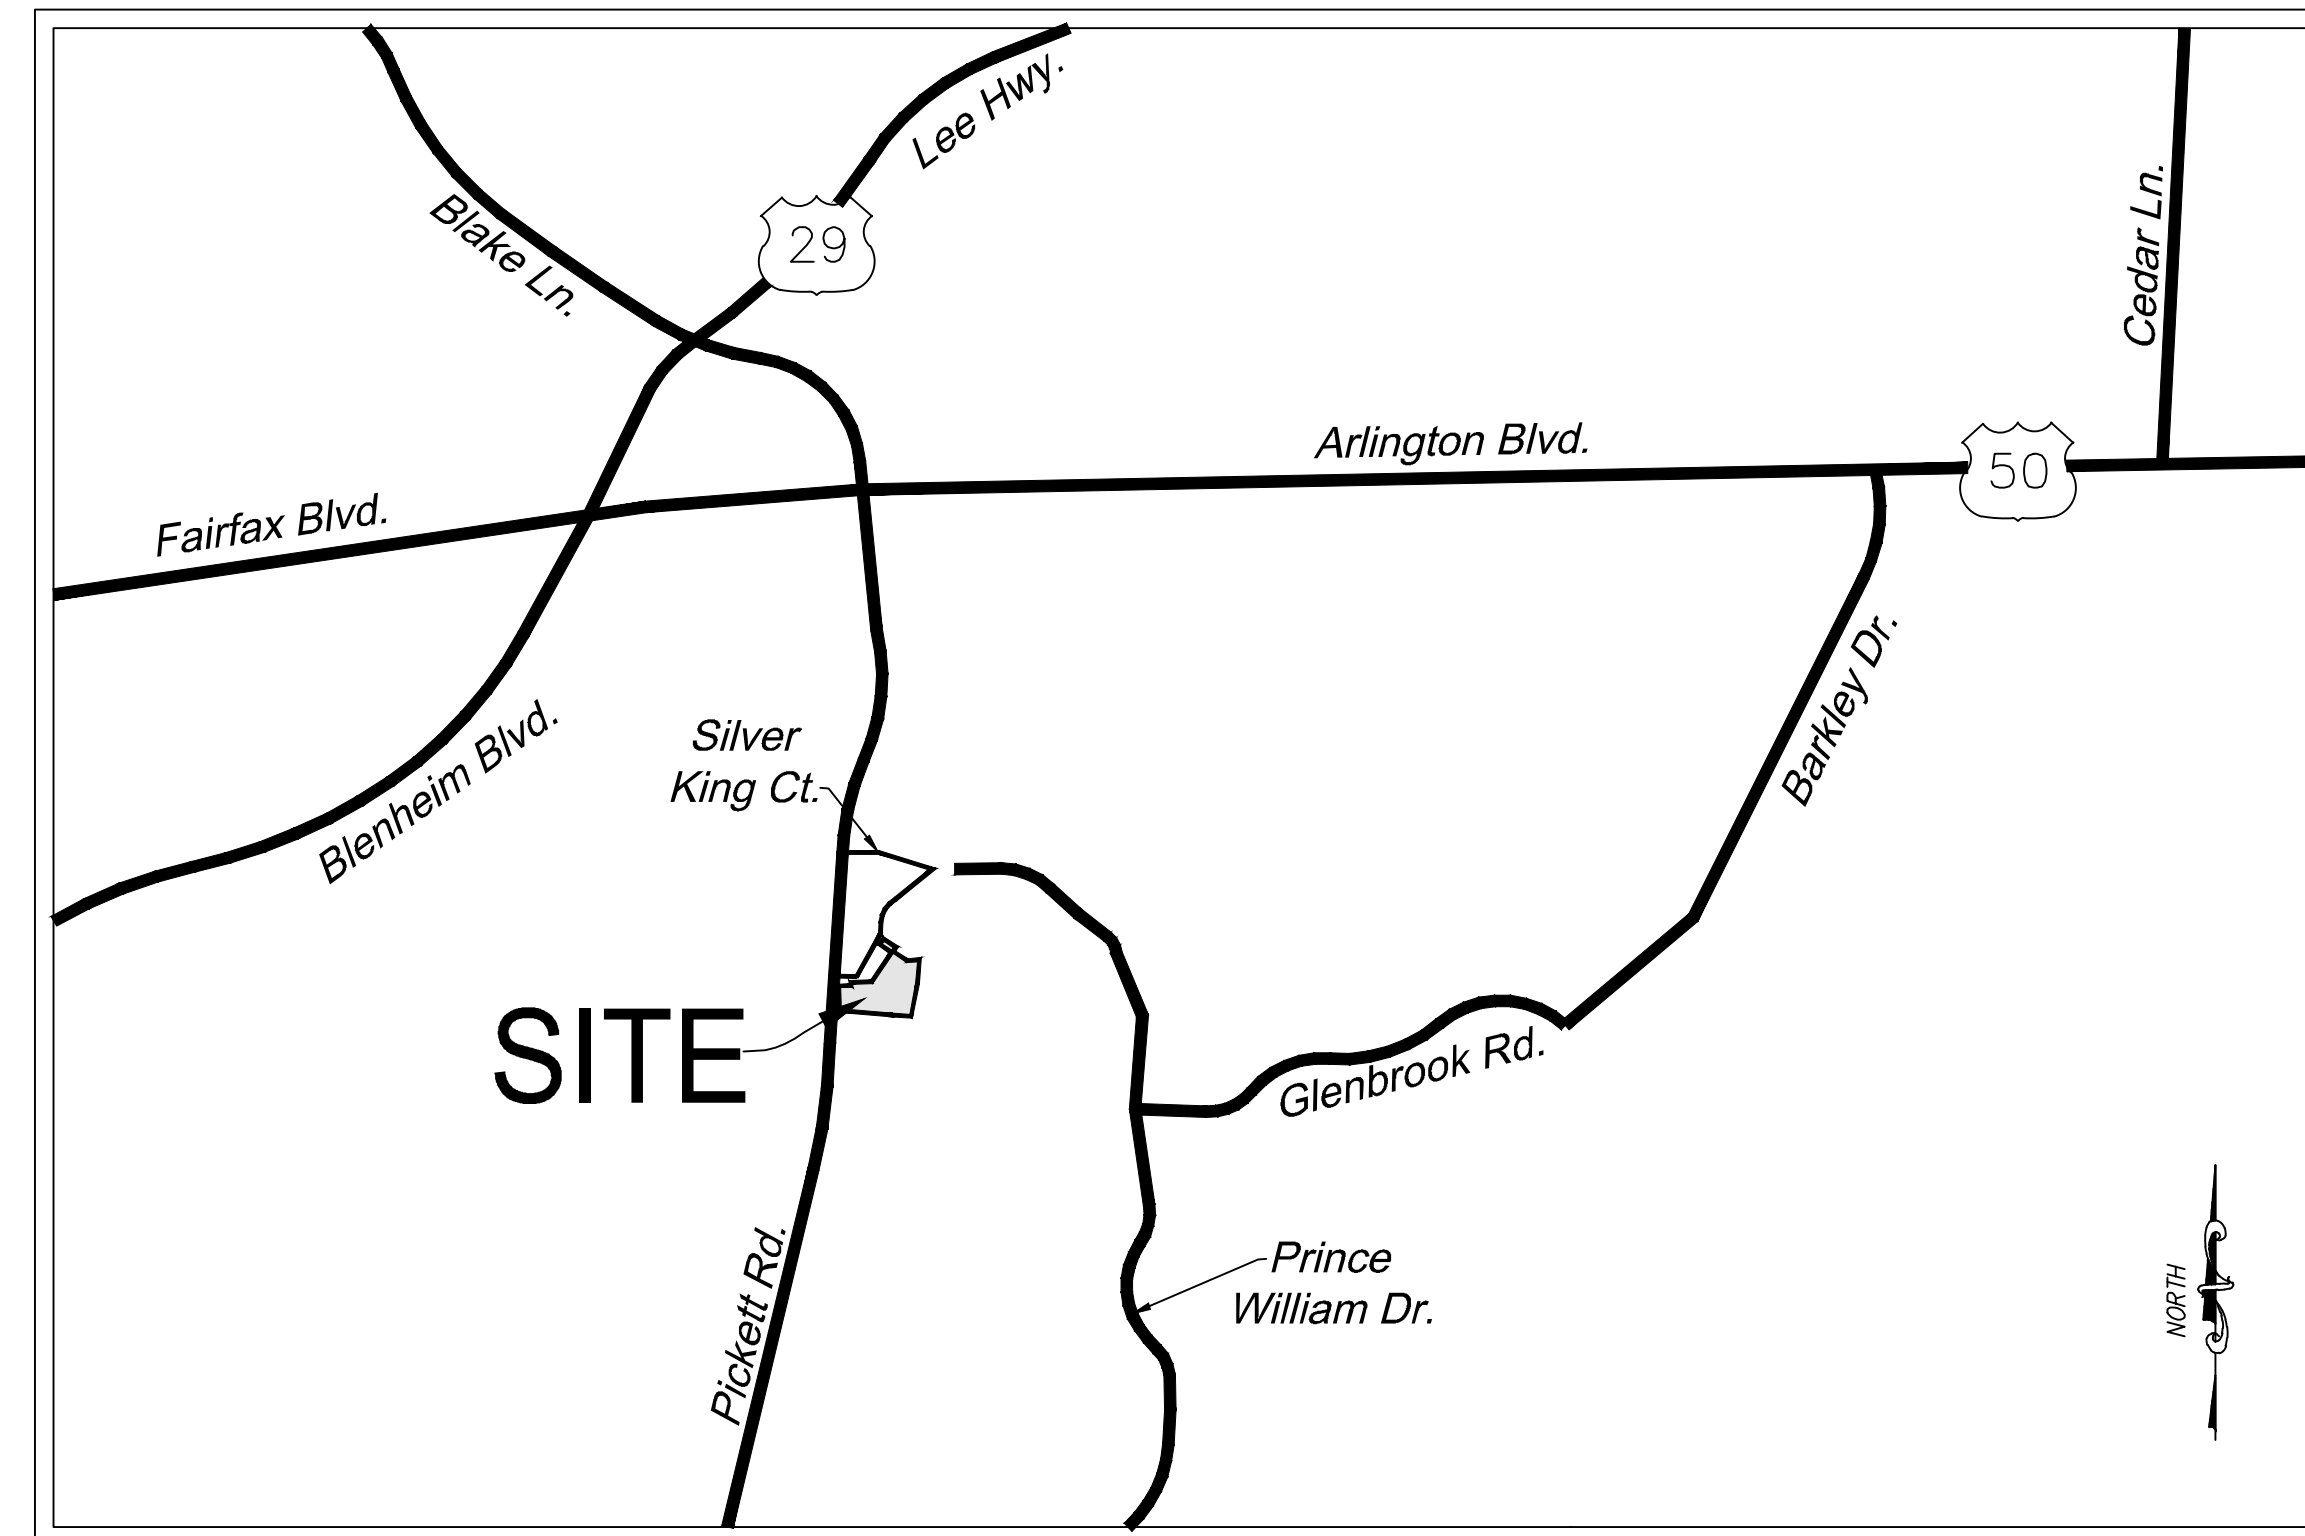 Lee Hwy.
Blake Ln.
29
Cedar Ln.
Arlington Blvd.
50
Fairfax Blvd.
Barkley Dr.
Blenheim Blvd.
Silver
King Ct.
SITE
Glenbrook Rd.
Pickett Rd.
Prince
William Dr.
NORTH